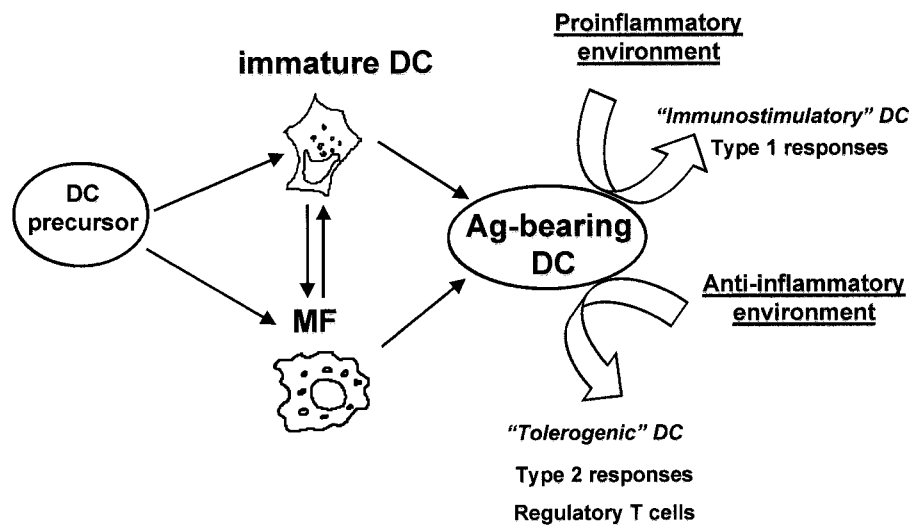 Proinflammatory
environment
immature DC
"Immunostimulatory" DC
Type 1 responses
DC
precursor
Ag-bearing
DC
Anti-inflammatory
environment
MF
"Tolerogenic" DC
Type 2 responses
Regulatory T cells